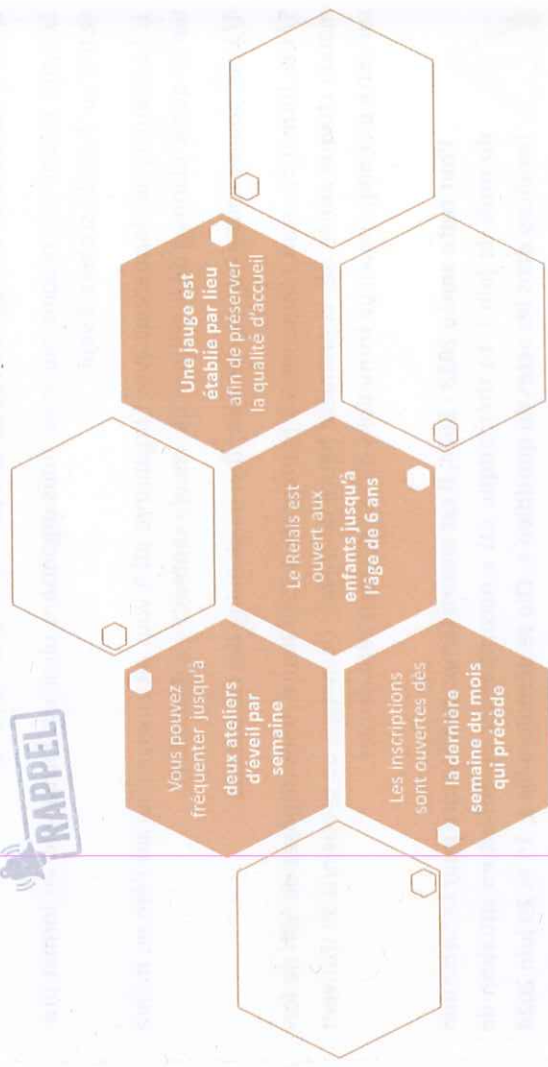 RAPPEL
Vous pouvez
fréquenter jusqu'à
deux ateliers
d'éveil par
semaine
Les inscriptions
sont ouvertes dès
la dernière
semaine du mois
qui précède
Le Relais est
ouvert aux
enfants jusqu'à
l'âge de 6 ans
Une jauge est
établie par lieu
afin de préserver
la qualité d'accueil